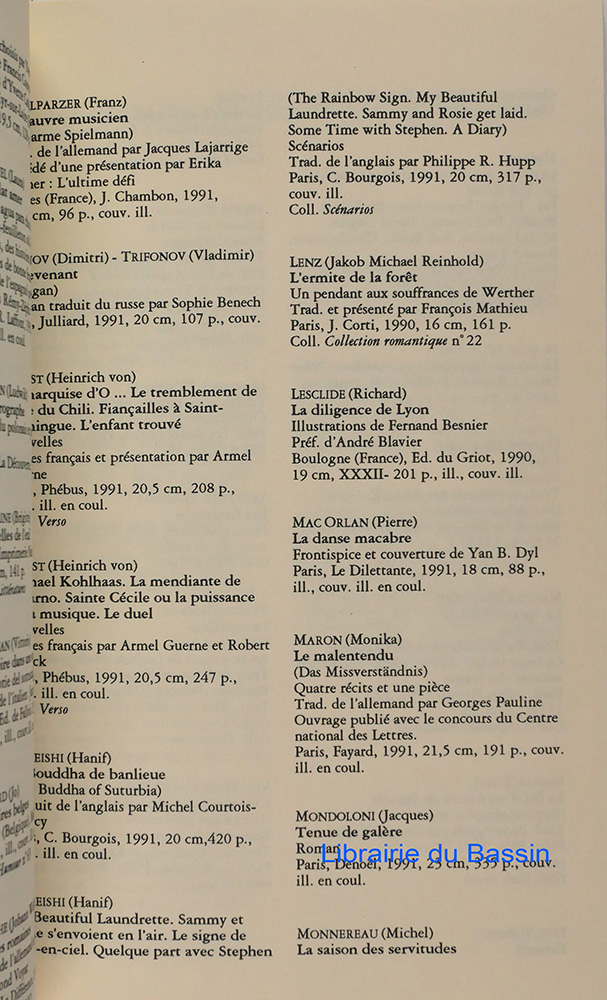 LPARZER (Franz)
auvre musicien
arme Spielmann)
. de l'allemand par Jacques Lajarrige
dé d'une présentation par Erika
ner : L'ultime défi
es (France), J. Chambon, 1991,
cm, 96 p., couv. ill.
OV (Dimitri) - TRIFONOV (Vladimir)
evenant
gan)
an traduit du russe par Sophie Benech
, Julliard, 1991, 20 cm, 107 p., couv.
ST (Heinrich von)
arquise d'O ... Le tremblement de
du Chili. Fiançailles à Saint-
ingue. L'enfant trouvé
velles
es français et présentation par Armel
ne
, Phébus, 1991, 20,5 cm, 208 p.,
. ill. en coul.
Verso
ST (Heinrich von)
hael Kohlhaas. La mendiante de
rno. Sainte Cécile ou la puissance
musique. Le duel
velles
es français par Armel Guerne et Robert
ck
, Phébus, 1991, 20,5 cm, 247 p.,
. ill. en coul.
Verso
EISHI (Hanif)
Bouddha de banlieue
Buddha of Suturbia)
uit de l'anglais par Michel Courtois-
cy
, C. Bourgois, 1991, 20 cm,420 p.,
. ill. en coul.
EISHI (Hanif)
Beautiful Laundrette. Sammy et
e s'envoient en l'air. Le signe de
-en-ciel. Quelque part avec Stephen
(The Rainbow Sign. My Beautiful
Laundrette. Sammy and Rosie get laid.
Some Time with Stephen. A Diary)
Scénarios
Trad. de l'anglais par Philippe R. Hupp
Paris, C. Bourgois, 1991, 20 cm, 317 p.,
couv. ill.
Coll. Scénarios
LENZ (Jakob Michael Reinhold)
L'ermite de la forêt
Un pendant aux souffrances de Werther
Trad. et présenté par François Mathieu
Paris, J. Corti, 1990, 16 cm, 161 p.
Coll. Collection romantique n° 22
LESCLIDE (Richard)
La diligence de Lyon
Illustrations de Fernand Besnier
Préf. d'André Blavier
Boulogne (France), Ed. du Griot, 1990,
19 cm, XXXII- 201 p., ill., couv. ill.
MAC ORLAN (Pierre)
La danse macabre
Frontispice et couverture de Yan B. Dyl
Paris, Le Dilettante, 1991, 18 cm, 88 p.,
ill., couv. ill. en coul.
MARON (Monika)
Le malentendu
(Das Missverständnis)
Quatre récits et une pièce
Trad. de l'allemand par Georges Pauline
Ouvrage publié avec le concours du Centre
national des Lettres.
Paris, Fayard, 1991, 21,5 cm, 191 p., couv.
ill. en coul.
MONDOLONI (Jacques)
Tenue de galère
Roman
Librairie du Bassin
Paris, Denoël, 1991, 23 cm, 335 p., couv.
ill. en coul.
MONNEREAU (Michel)
La saison des servitudes